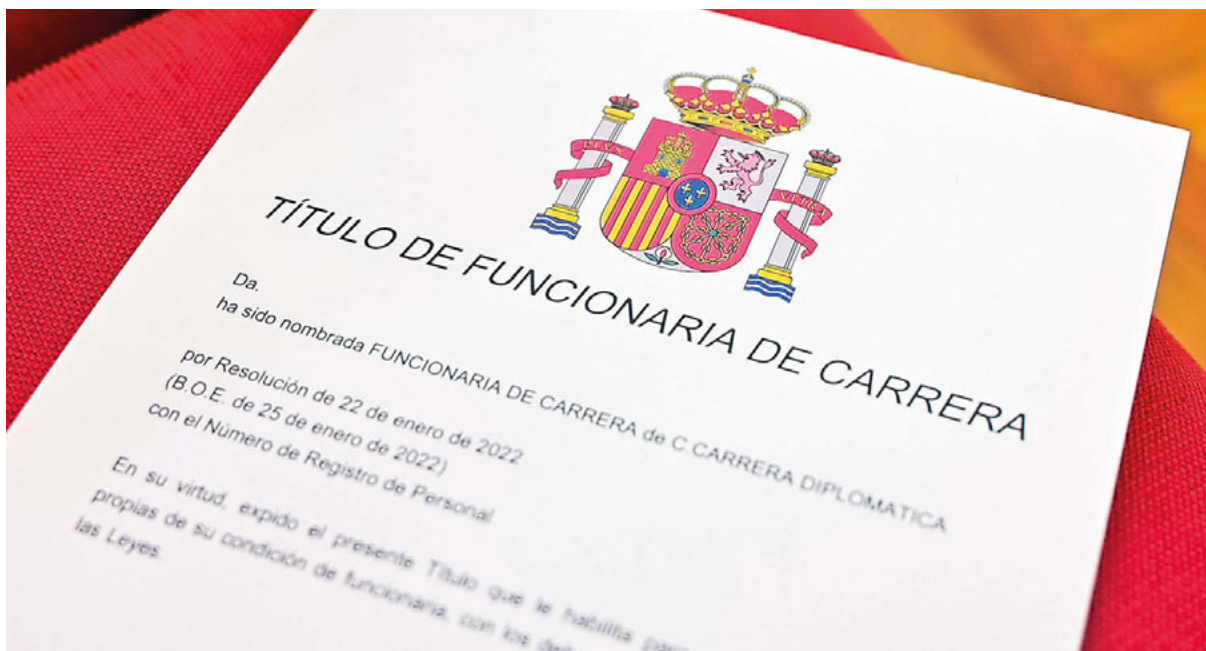 PLVS
VLTRA
TÍTULO DE FUNCIONARIA DE CARRERA
Da.
ha sido nombrada FUNCIONARIA DE CARRERA de C.CARRERA DIPLOMATICA
por Resolución de 22 de enero de 2022
(B.O.E. de 25 de enero de 2022)
con el Número de Registro de Personal
En su virtud, expido el presente Título que le habilita para
propias de su condición de funcionaria, con los
las Leyes.